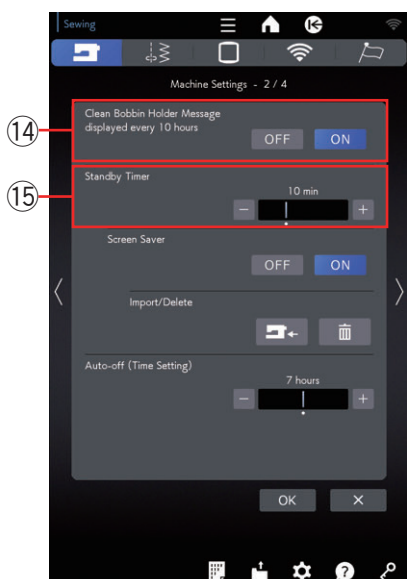 Sewing
Machine Settings - 2 / 4
⑭
Clean Bobbin Holder Message
displayed every 10 hours
OFF
ON
⑮
Standby Timer
10 min
−
+
Screen Saver
OFF
ON
Import/Delete
Auto-off (Time Setting)
7 hours
−
+
OK
×
?